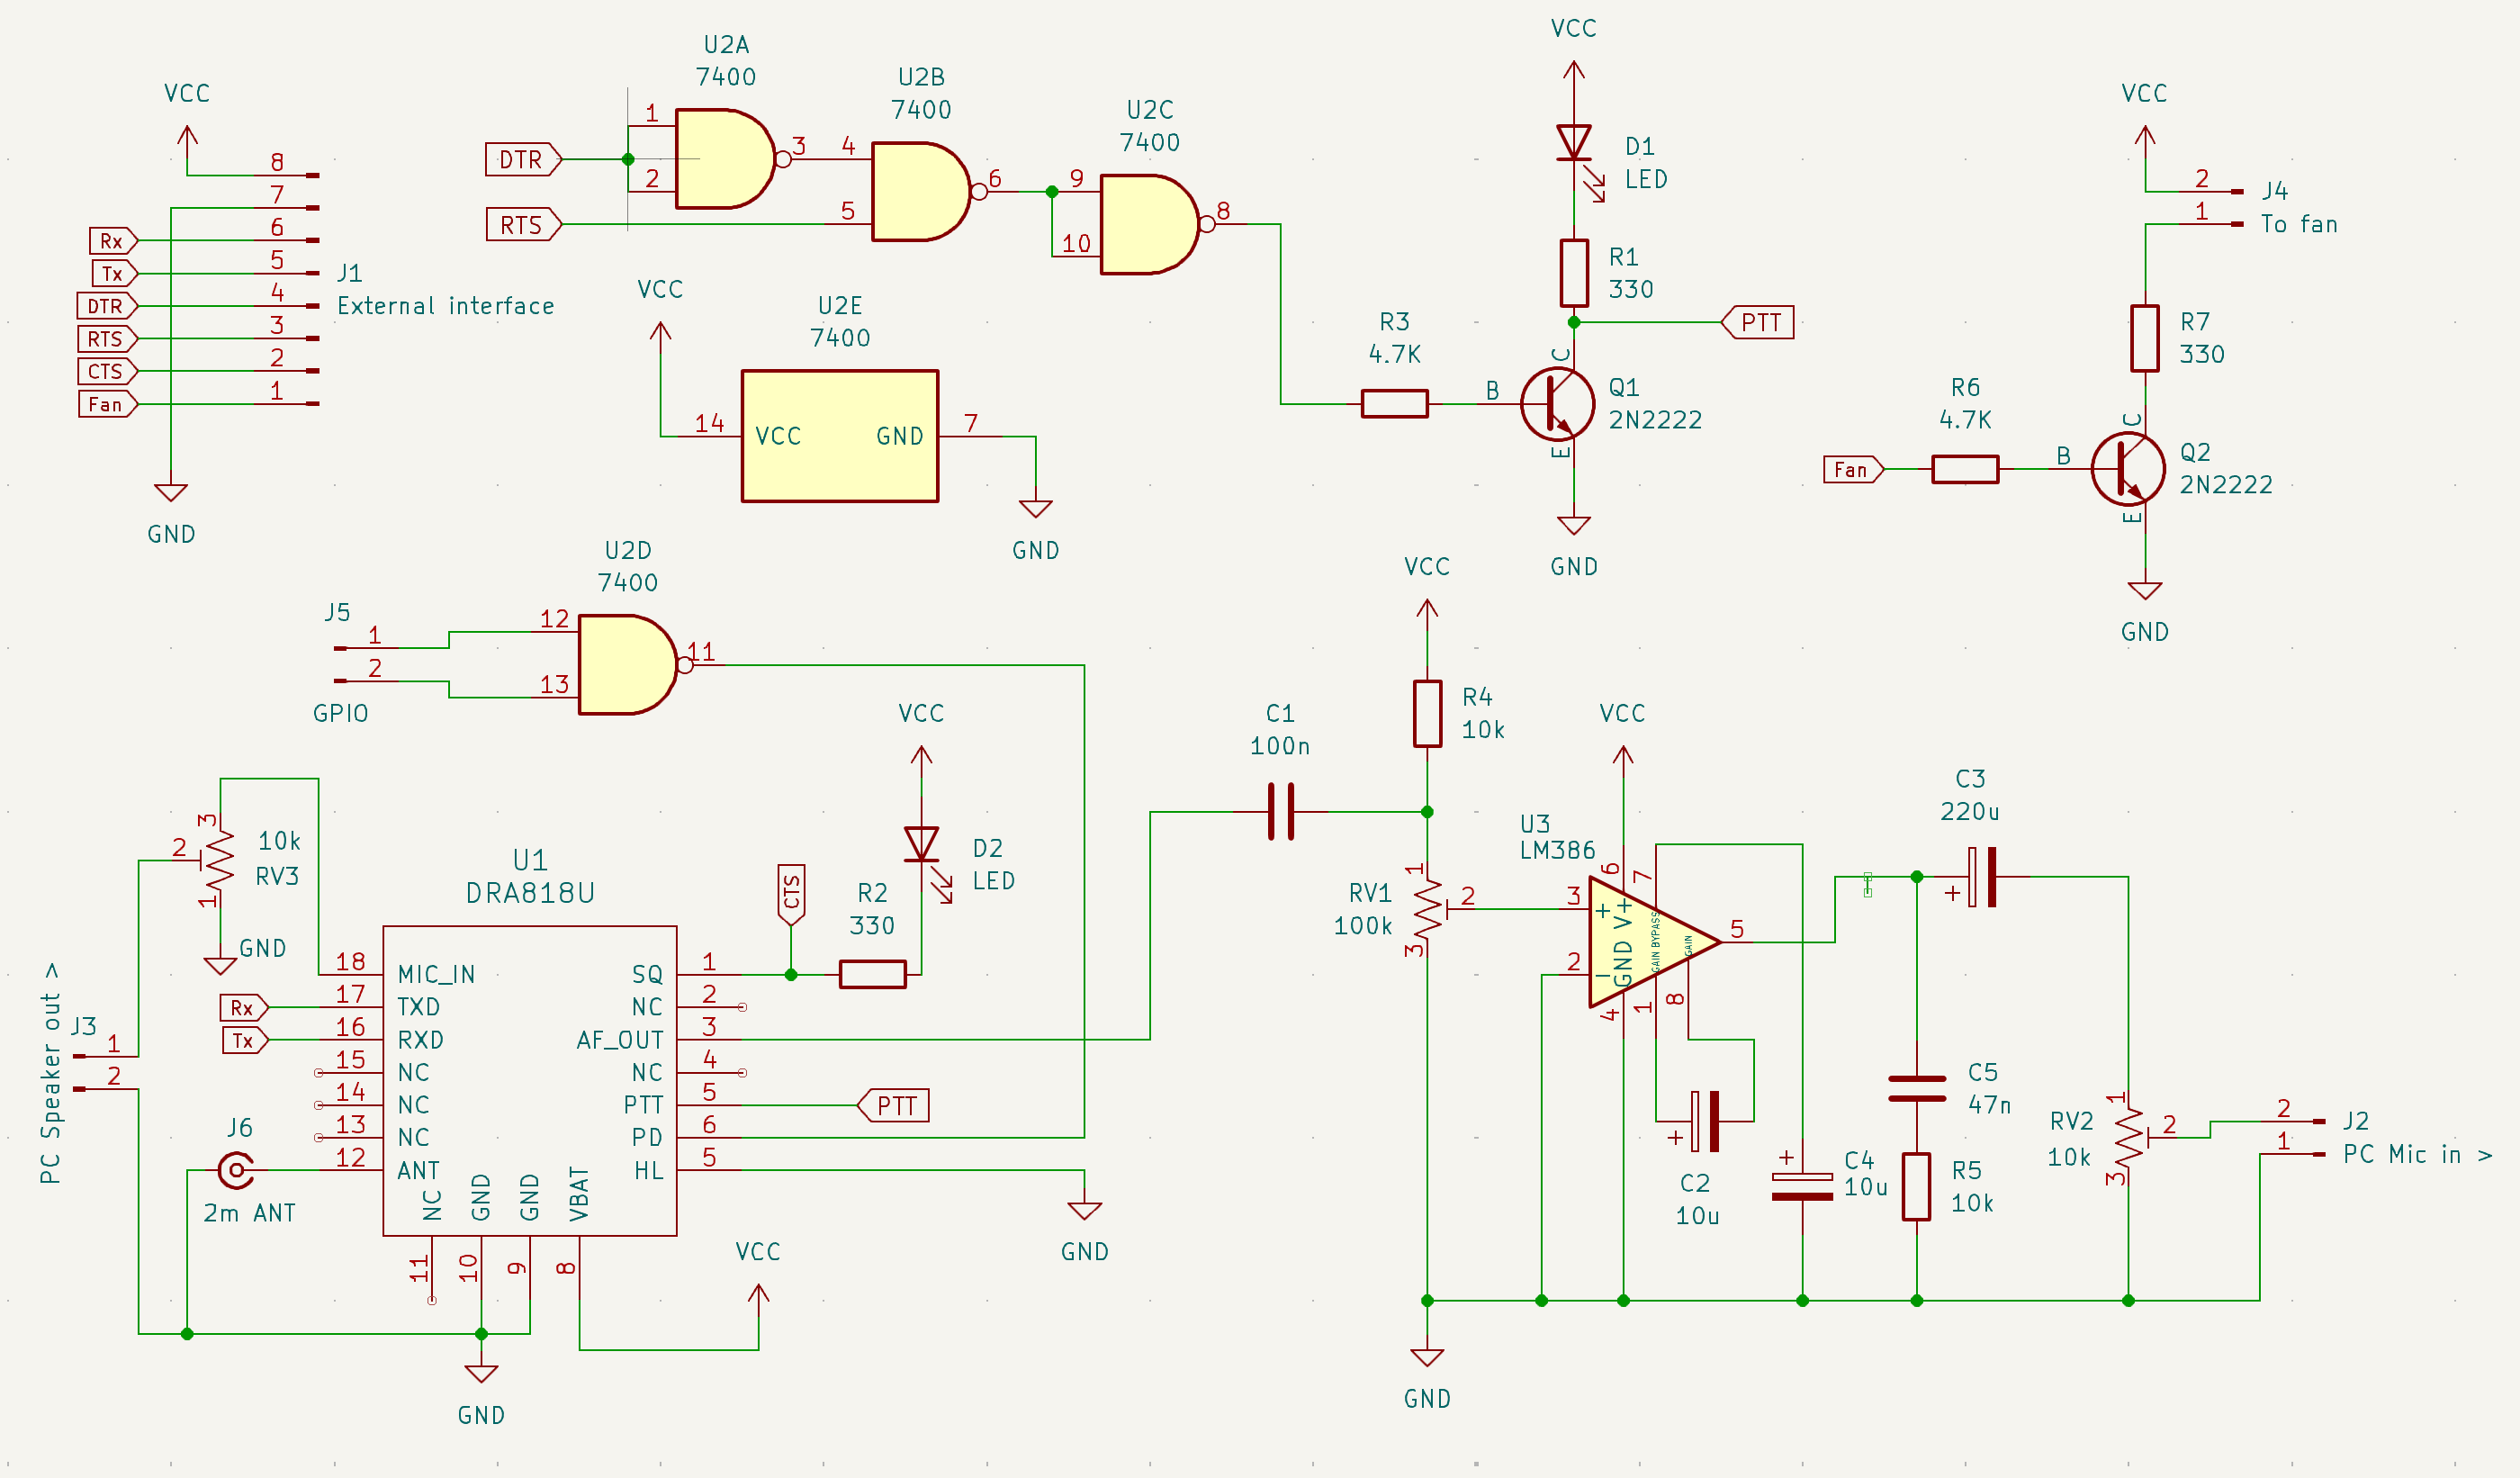 VCC
8
7
6
5
4
3
2
1
Rx
Tx
DTR
RTS
CTS
Fan
J1
External interface
GND
U2A
7400
DTR
1
2
3
RTS
U2B
7400
4
5
6
U2C
7400
9
10
8
VCC
U2E
7400
14
VCC
GND
7
GND
VCC
D1
LED
R1
330
PTT
R3
4.7K
B
C
E
Q1
2N2222
GND
VCC
2
1
J4
To fan
R7
330
Fan
R6
4.7K
B
C
E
Q2
2N2222
GND
U2D
7400
J5
1
2
GPIO
12
13
11
VCC
D2
LED
R2
330
CTS
3
2
1
10k
RV3
GND
PC Speaker out >
J3
1
2
Rx
Tx
J6
2m ANT
U1
DRA818U
18
MIC_IN
17
TXD
16
RXD
15
NC
14
NC
13
NC
12
ANT
SQ
1
NC
2
AF_OUT
3
NC
4
PTT
5
PD
6
HL
5
NC
GND
GND
VBAT
11
10
9
8
PTT
GND
VCC
GND
C1
100n
VCC
R4
10k
RV1
100k
1
2
3
GND
VCC
U3
LM386
3
2
6
7
5
4
1
8
+
−
V+
GND
GAIN
BYPASS
GAIN
+
C2
10u
+
C4
10u
C3
220u
+
C5
47n
R5
10k
RV2
10k
1
2
3
2
1
J2
PC Mic in >